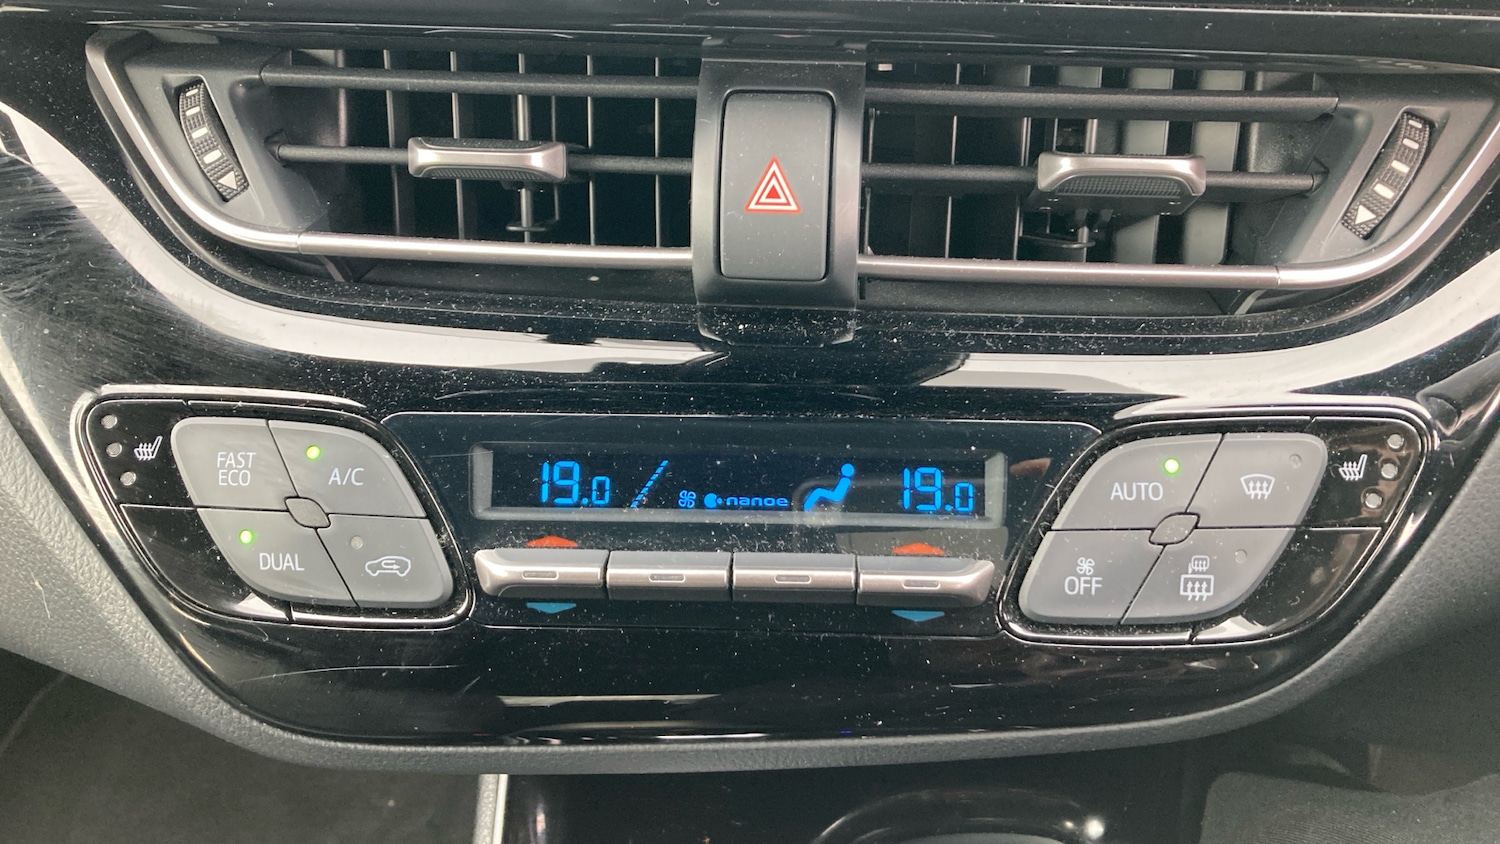 FAST
ECO
A/C
DUAL
19.0
nanoe
19.0
AUTO
OFF